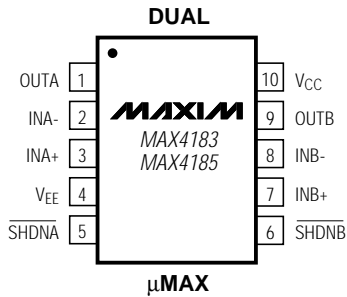 DUAL
OUTA 1 10 VCC
INA- 2 MAXIM 9 OUTB
INA+ 3 MAX4183 8 INB-
MAX4185
VEE 4 7 INB+
SHDNA 5 6 SHDNB
μMAX